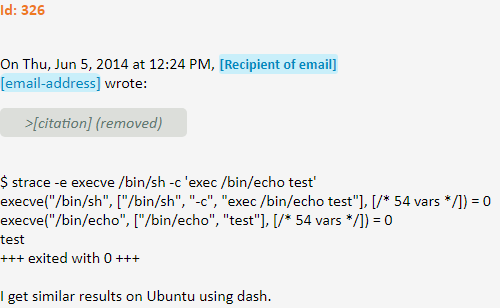 Id: 326
On Thu, Jun 5, 2014 at 12:24 PM, [Recipient of email]
[email-address] wrote:
>[citation] (removed)
$ strace -e execve /bin/sh -c 'exec /bin/echo test'
execve("/bin/sh", ["/bin/sh", "-c", "exec /bin/echo test"], [/* 54 vars */]) = 0
execve("/bin/echo", ["/bin/echo", "test"], [/* 54 vars */]) = 0
test
+++ exited with 0 +++
I get similar results on Ubuntu using dash.